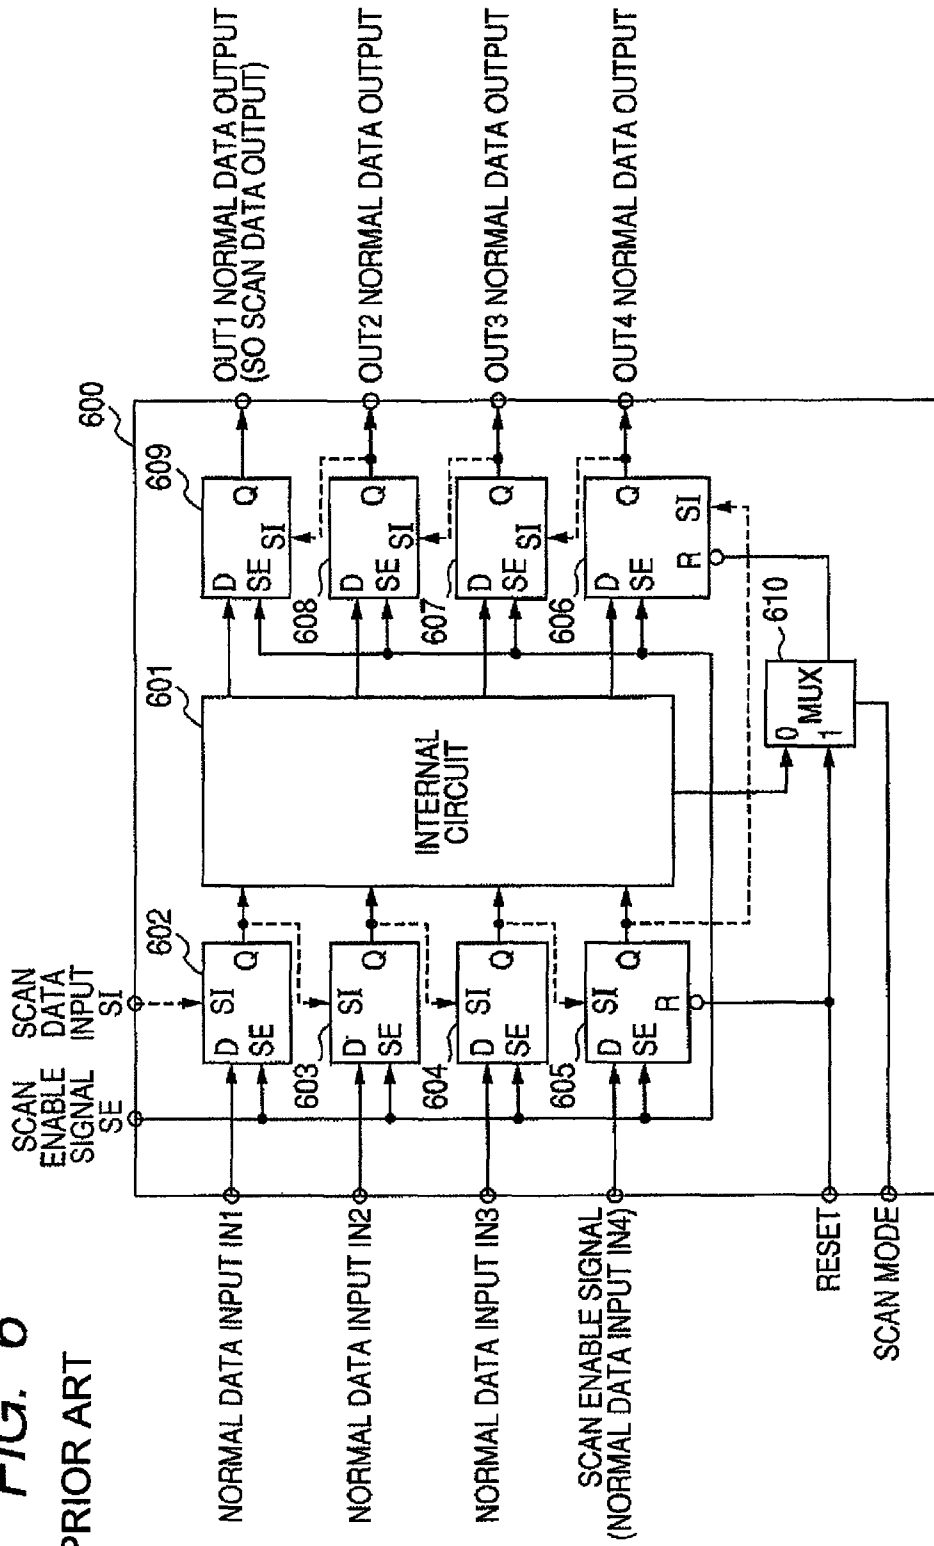 FIG. 6
PRIOR ART
SCAN
ENABLE
SIGNAL
SE
SCAN
DATA
INPUT
SI
600
NORMAL DATA INPUT IN1
NORMAL DATA INPUT IN2
NORMAL DATA INPUT IN3
SCAN ENABLE SIGNAL
(NORMAL DATA INPUT IN4)
RESET
SCAN MODE
602
D
SI
SE
Q
603
D
SI
SE
Q
604
D
SI
SE
Q
605
D
SI
SE
Q
R
601
INTERNAL
CIRCUIT
609
D
SE
SI
Q
608
D
SE
SI
Q
607
D
SE
SI
Q
606
D
SE
SI
Q
R
610
0
1
MUX
OUT1 NORMAL DATA OUTPUT
(SO SCAN DATA OUTPUT)
OUT2 NORMAL DATA OUTPUT
OUT3 NORMAL DATA OUTPUT
OUT4 NORMAL DATA OUTPUT